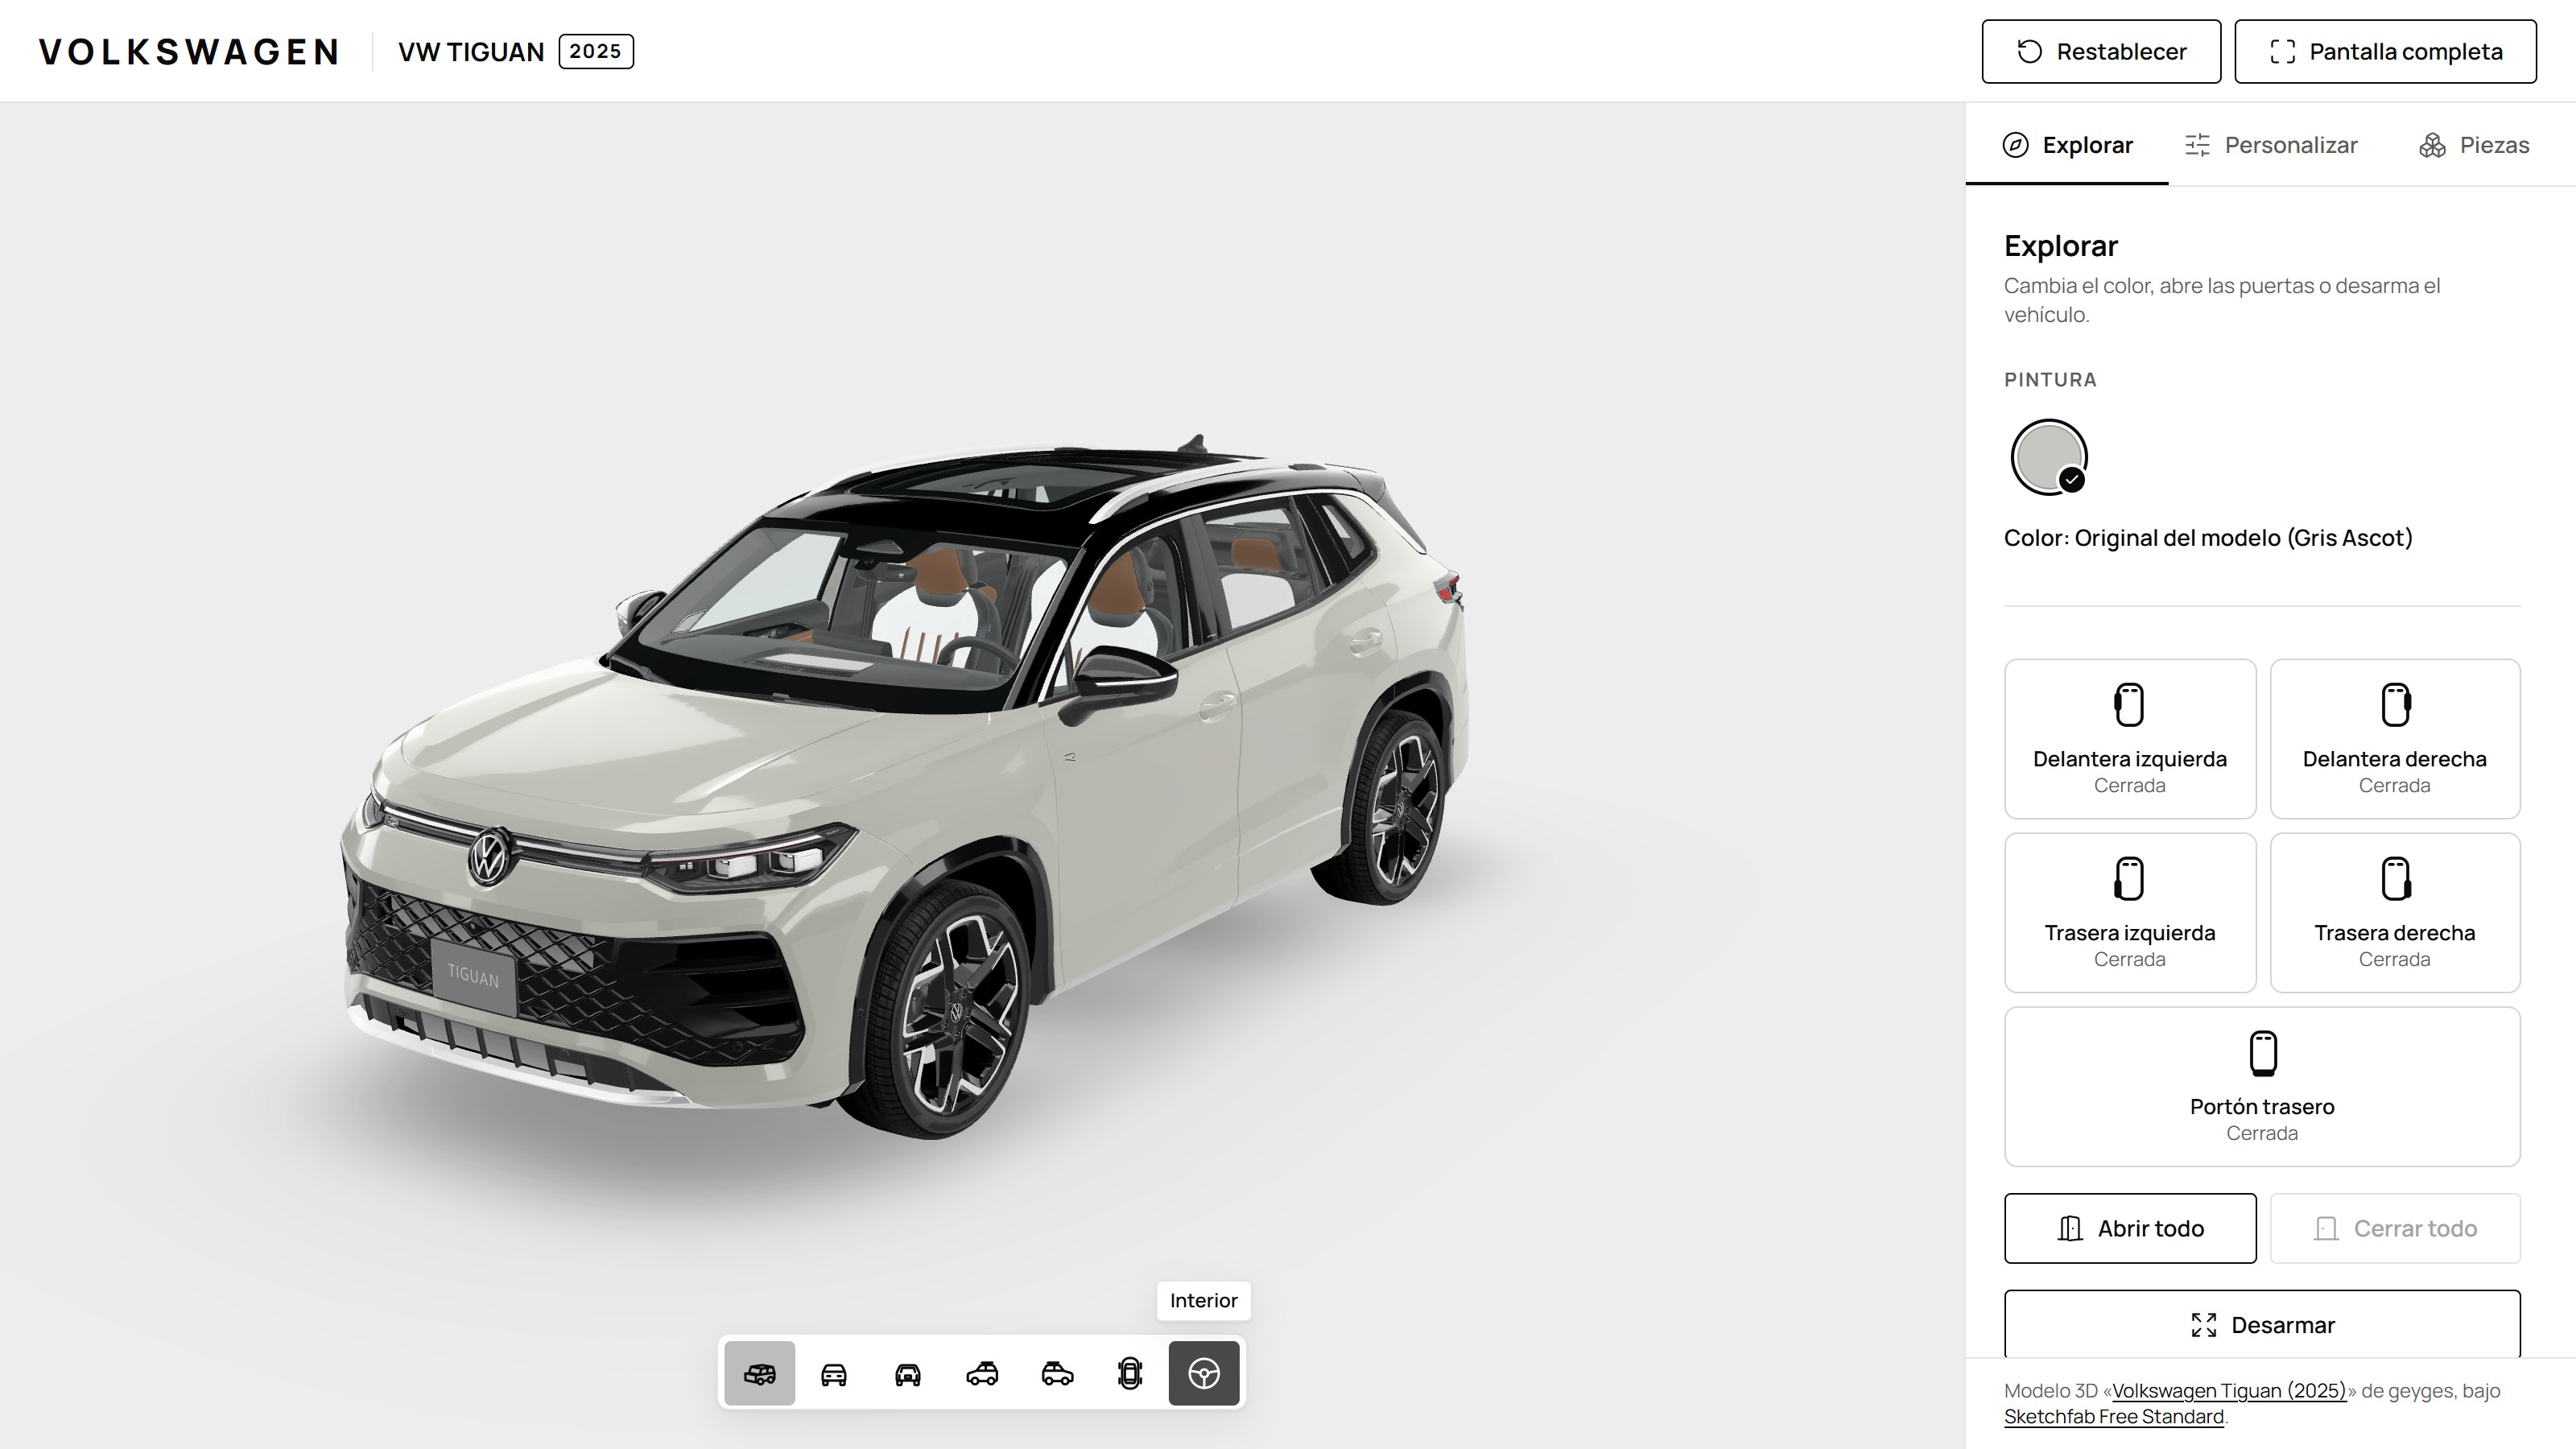 VOLKSWAGEN
VW TIGUAN
2025
Restablecer
Pantalla completa
Explorar
Personalizar
Piezas
Explorar
Cambia el color, abre las puertas o desarma el
vehículo.
PINTURA
Color: Original del modelo (Gris Ascot)
Delantera izquierda
Cerrada
Delantera derecha
Cerrada
Trasera izquierda
Cerrada
Trasera derecha
Cerrada
Portón trasero
Cerrada
Abrir todo
Cerrar todo
Desarmar
TIGUAN
Interior
Modelo 3D «Volkswagen Tiguan (2025)» de geyges, bajo
Sketchfab Free Standard.